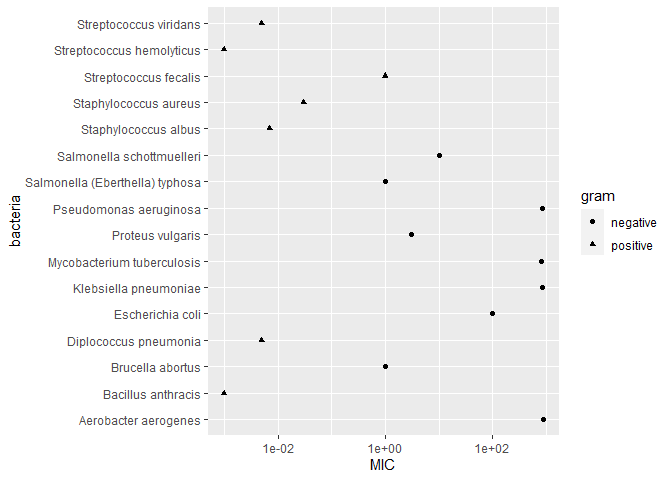 Streptococcus viridans
Streptococcus hemolyticus
Streptococcus fecalis
Staphylococcus aureus
Staphylococcus albus
Salmonella schottmuelleri
Salmonella (Eberthella) typhosa
Pseudomonas aeruginosa
Proteus vulgaris
Mycobacterium tuberculosis
Klebsiella pneumoniae
Escherichia coli
Diplococcus pneumonia
Brucella abortus
Bacillus anthracis
Aerobacter aerogenes
bacteria
1e-02
1e+00
1e+02
MIC
gram
negative
positive